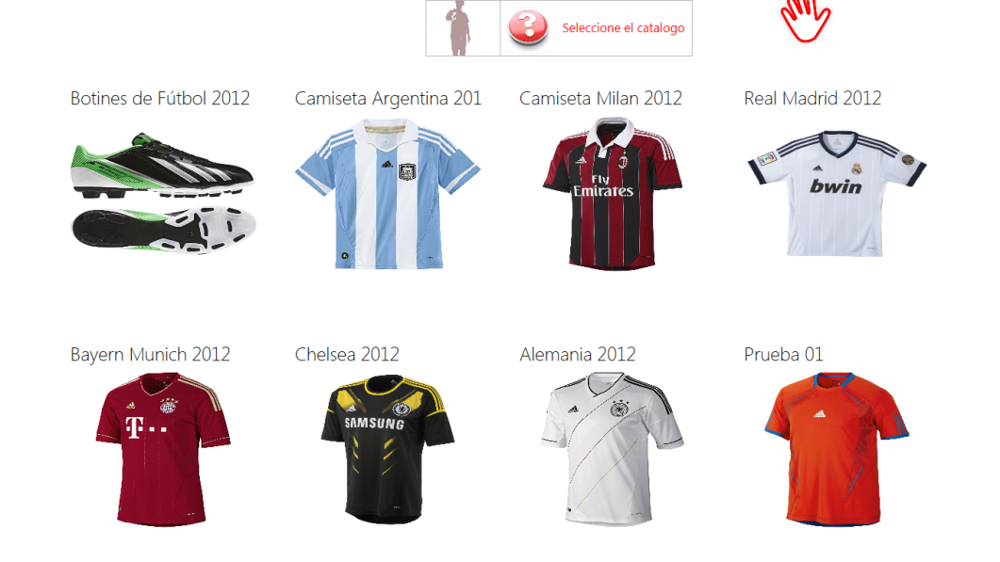 Seleccione el catalogo
Botines de Fútbol 2012
Camiseta Argentina 201
Camiseta Milan 2012
Real Madrid 2012
Fly
Emirates
bwin
Bayern Munich 2012
Chelsea 2012
Alemania 2012
Prueba 01
T
SAMSUNG